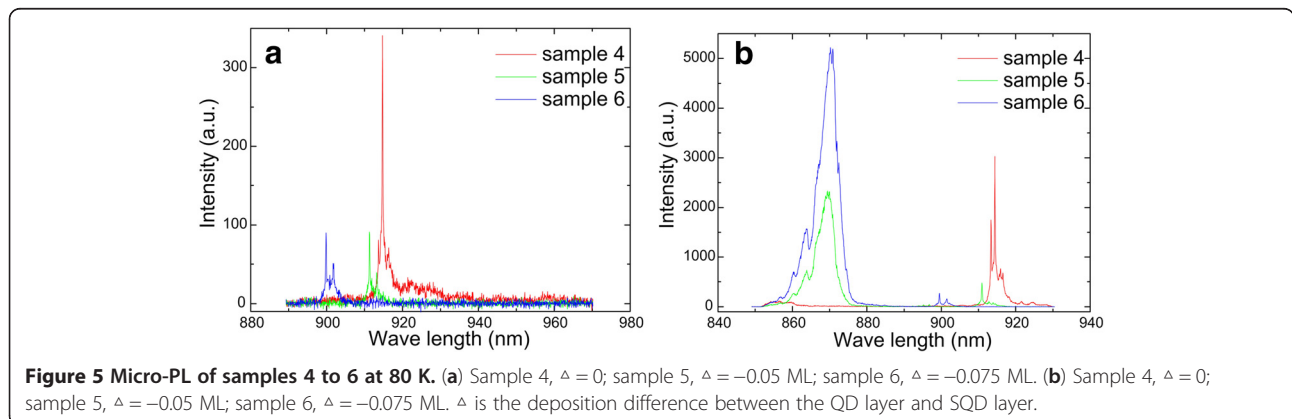 a
sample 4
sample 5
sample 6
Intensity (a.u.)
300
200
100
0
880
900
920
940
960
980
Wave length (nm)
b
sample 4
sample 5
sample 6
Intensity (a.u.)
5000
4000
3000
2000
1000
0
840
860
880
900
920
940
Wave length (nm)
Figure 5 Micro-PL of samples 4 to 6 at 80 K. (a) Sample 4, △ = 0; sample 5, △ = −0.05 ML; sample 6, △ = −0.075 ML. (b) Sample 4, △ = 0;
sample 5, △ = −0.05 ML; sample 6, △ = −0.075 ML. △ is the deposition difference between the QD layer and SQD layer.